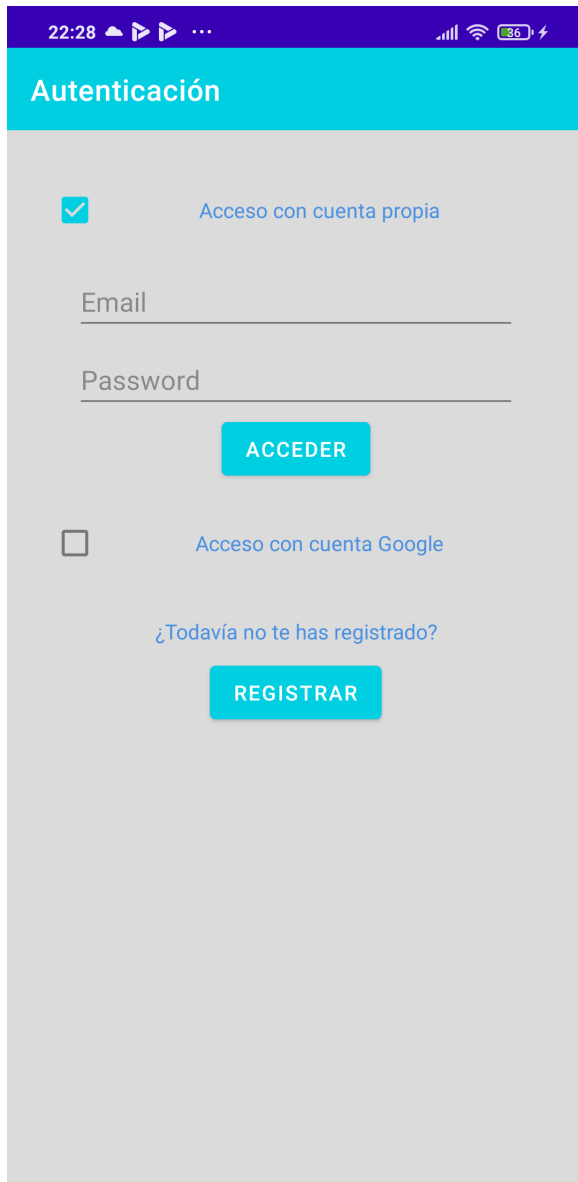 22:28 36
Autenticación
Acceso con cuenta propia
Email
Password
ACCEDER
Acceso con cuenta Google
¿Todavía no te has registrado?
REGISTRAR